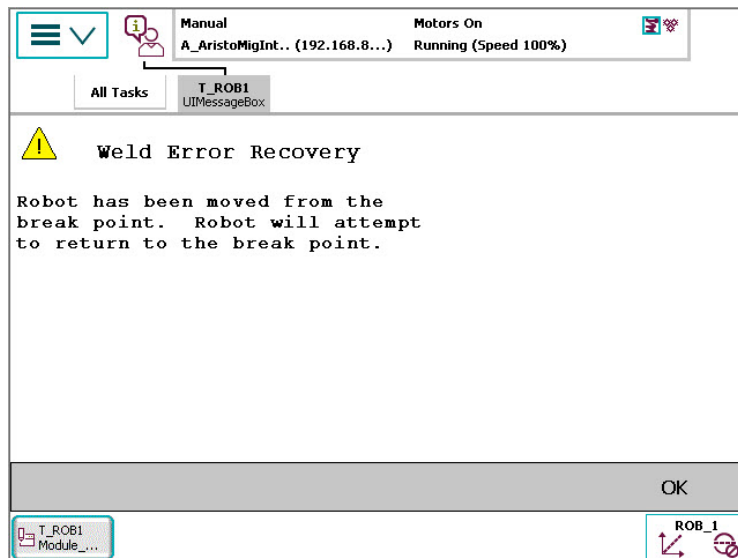 Manual
A_AristoMigInt.. (192.168.8...)
Motors On
Running (Speed 100%)
All Tasks
T_ROB1
UIMessageBox
Weld Error Recovery
Robot has been moved from the
break point.  Robot will attempt
to return to the break point.
OK
T_ROB1
Module_...
ROB_1